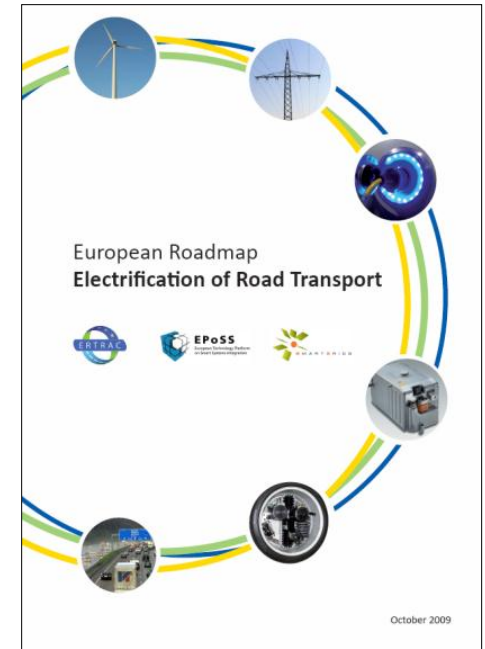 European Roadmap
Electrification of Road Transport
ERTRAC
EPoSS
European Technology Platform
on Smart Systems Integration
SMARTGRIDS
October 2009